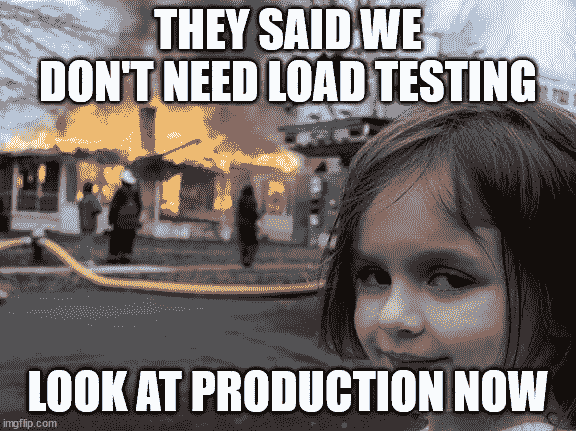 THEY SAID WE
DON'T NEED LOAD TESTING
LOOK AT PRODUCTION NOW
imgflip.com